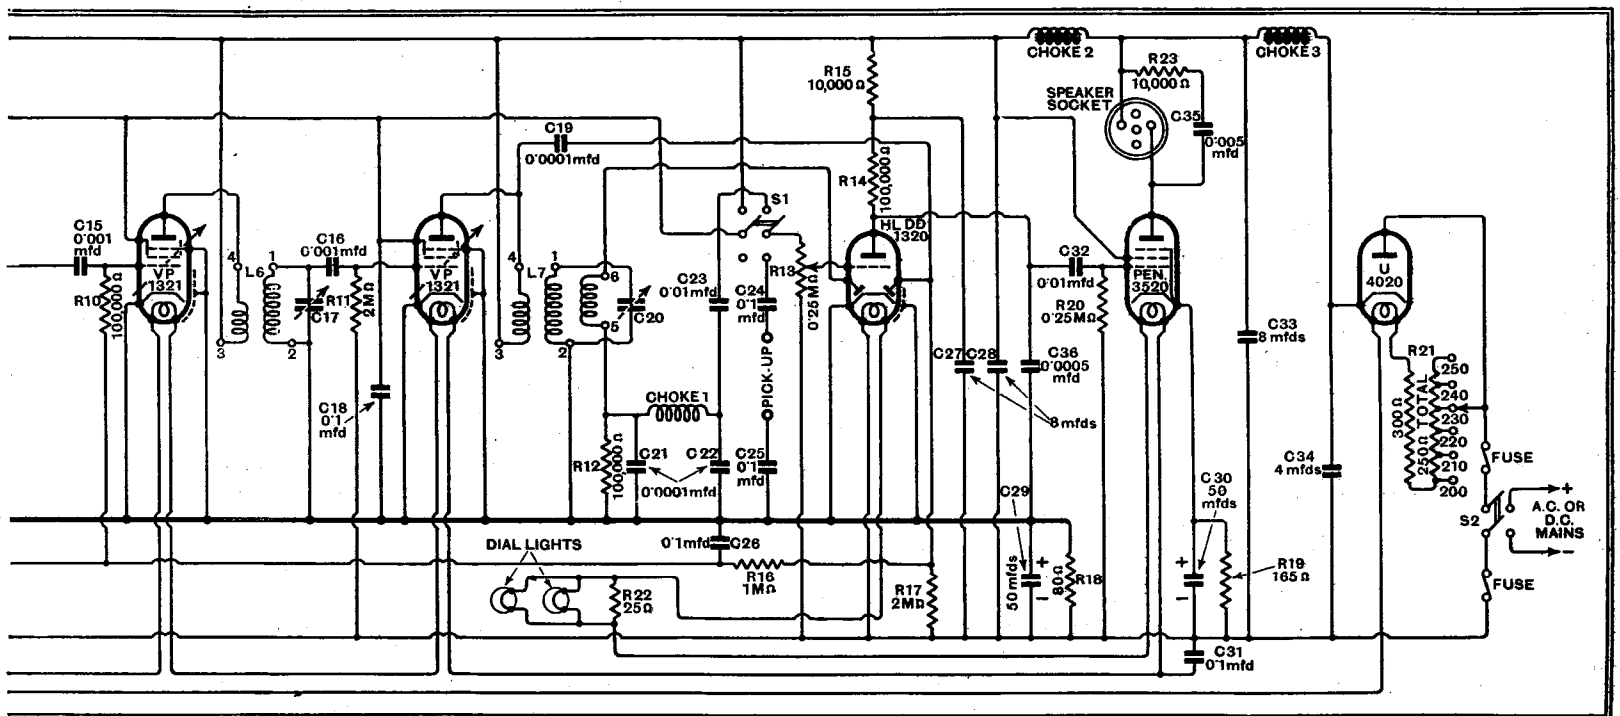 CHOKE 2
CHOKE 3
R15
10,000 Ω
R23
10,000 Ω
SPEAKER
SOCKET
C19
0.0001mfd
C35
0.005
mfd
R14
100,000 Ω
S1
C15
0.001
mfd
VP
1321
R10
100,000 Ω
4
L6
1
3
2
C16
0.001mfd
C17
R11
2MΩ
C18
0.1
mfd
VP
1321
4
L7
1
3
2
6
5
C20
C23
0.01mfd
C24
0.1
mfd
R13
0.25MΩ
HL DD
1320
PICK-UP
C32
0.01mfd
R20
0.25MΩ
PEN.
3520
U
4020
C27
C28
C36
0.0005
mfd
8mfds
C33
8 mfds
R21
300Ω
250Ω TOTAL
250
240
230
220
210
200
CHOKE 1
R12
100,000 Ω
C21
C22
0.0001mfd
C25
0.1
mfd
C34
4 mfds
FUSE
C29
50 mfds
+
–
C30
50
mfds
+
–
S2
+
A.C. OR
D.C.
MAINS
–
FUSE
DIAL LIGHTS
0.1mfd
C26
R16
1MΩ
R17
2MΩ
80Ω
R18
R19
165 Ω
R22
25Ω
C31
0.1mfd